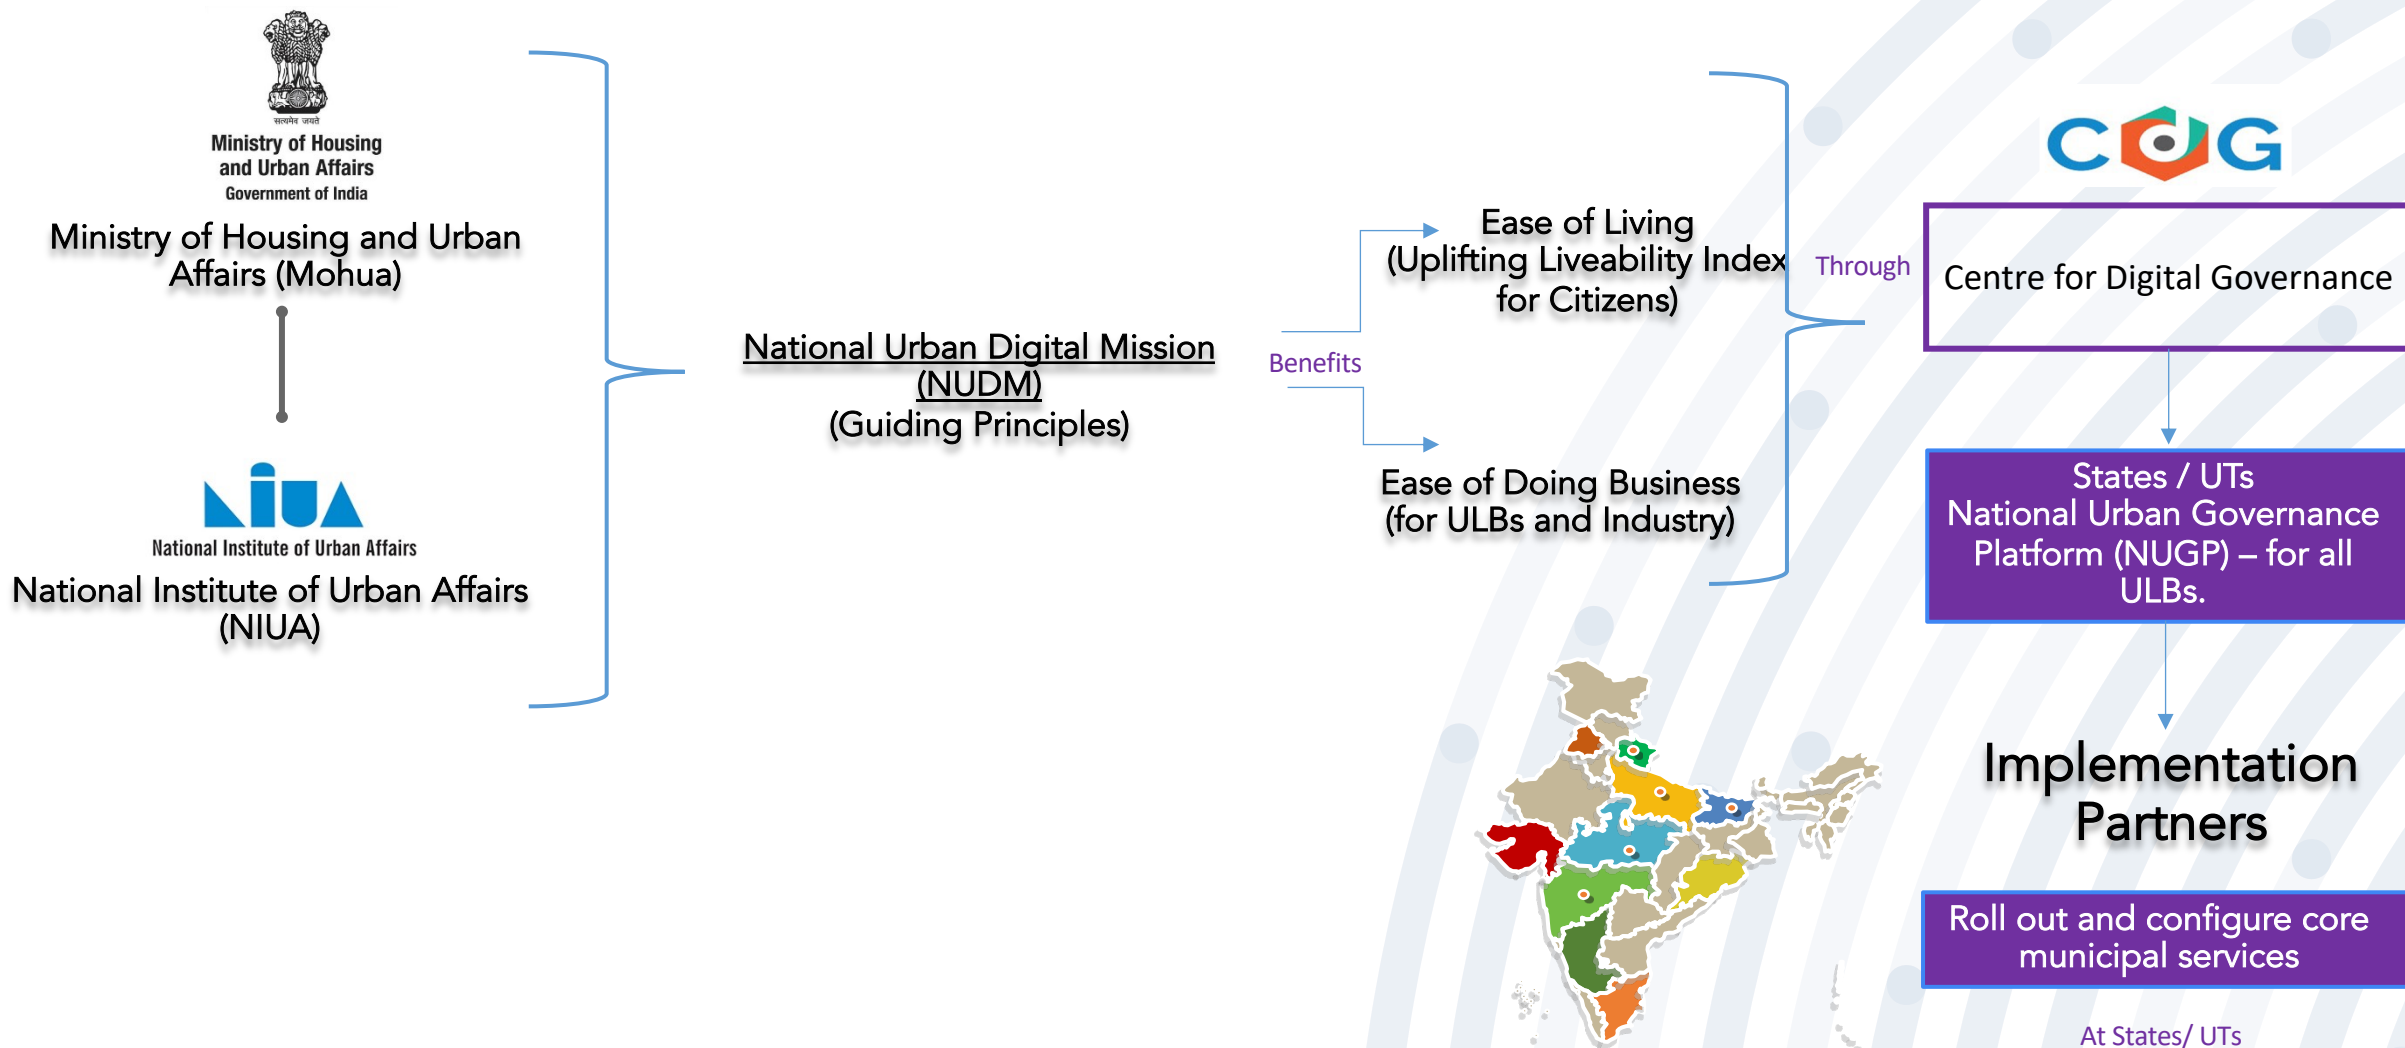 सत्यमेव जयते
Ministry of Housing
and Urban Affairs
Government of India
Ministry of Housing and Urban
Affairs (Mohua)
NIUA
National Institute of Urban Affairs
National Institute of Urban Affairs
(NIUA)
National Urban Digital Mission
(NUDM)
(Guiding Principles)
Benefits
Ease of Living
(Uplifting Liveability Index
for Citizens)
Ease of Doing Business
(for ULBs and Industry)
Through
CdG
Centre for Digital Governance
States / UTs
National Urban Governance
Platform (NUGP) – for all
ULBs.
Implementation
Partners
Roll out and configure core
municipal services
At States/ UTs